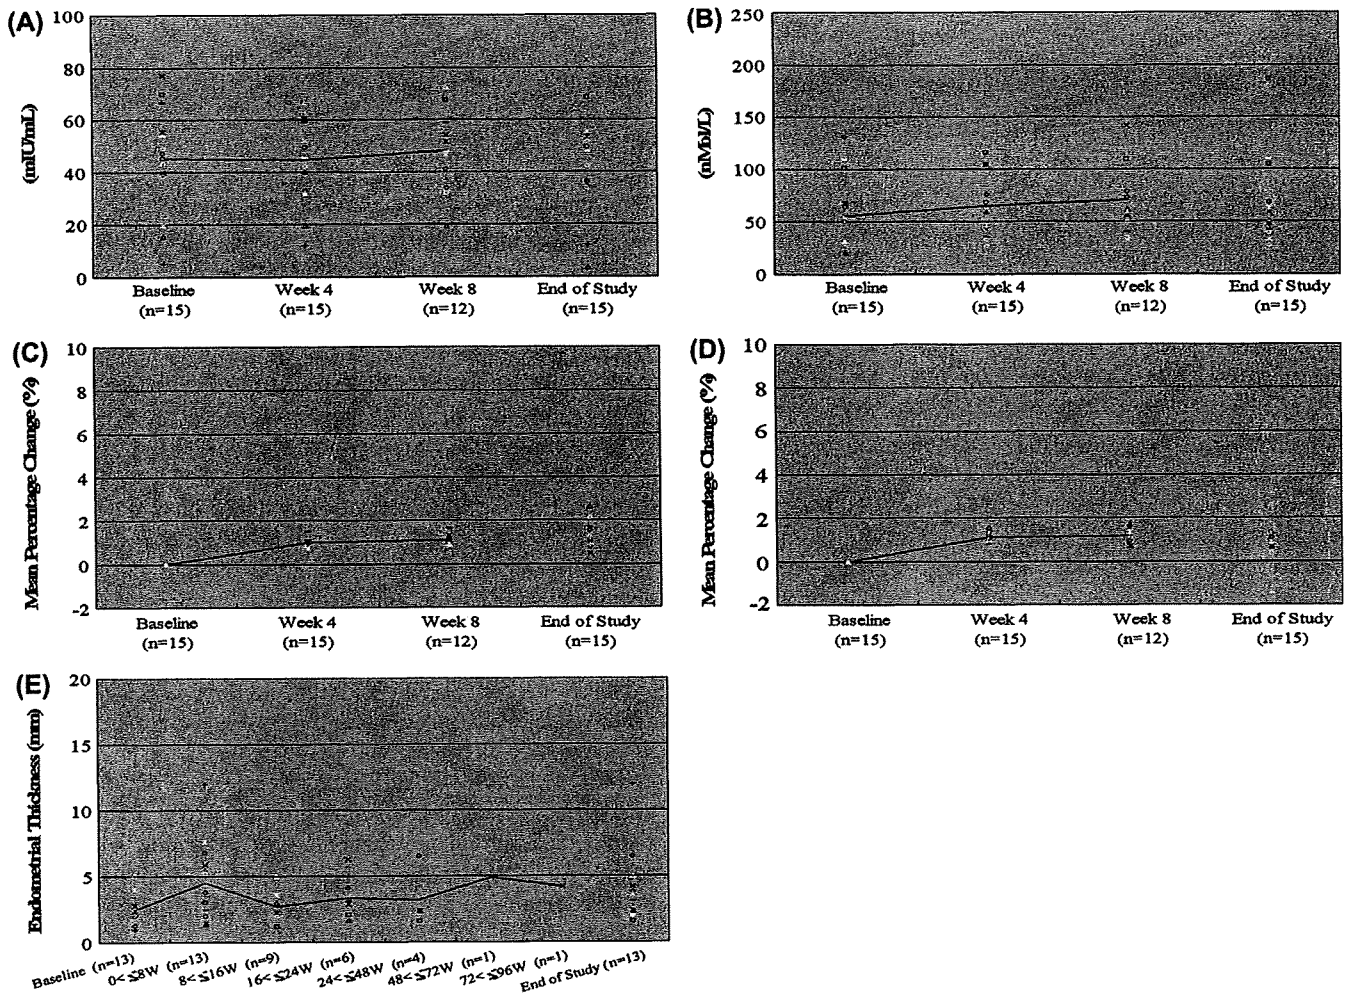 (A)
100
80
60
40
20
0
(mIU/mL)
Baseline
(n=15)
Week 4
(n=15)
Week 8
(n=12)
End of Study
(n=15)
(B)
250
200
150
100
50
0
(nMol/L)
Baseline
(n=15)
Week 4
(n=15)
Week 8
(n=12)
End of Study
(n=15)
(C)
10
8
6
4
2
0
-2
Mean Percentage Change (%)
Baseline
(n=15)
Week 4
(n=15)
Week 8
(n=12)
End of Study
(n=15)
(D)
10
8
6
4
2
0
-2
Mean Percentage Change (%)
Baseline
(n=15)
Week 4
(n=15)
Week 8
(n=12)
End of Study
(n=15)
(E)
20
15
10
5
0
Endometrial Thickness (mm)
Baseline (n=13)
0< ≦8W (n=13)
8< ≦16W (n=9)
16< ≦24W (n=6)
24< ≦48W (n=4)
48< ≦72W (n=1)
72< ≦96W (n=1)
End of Study (n=13)